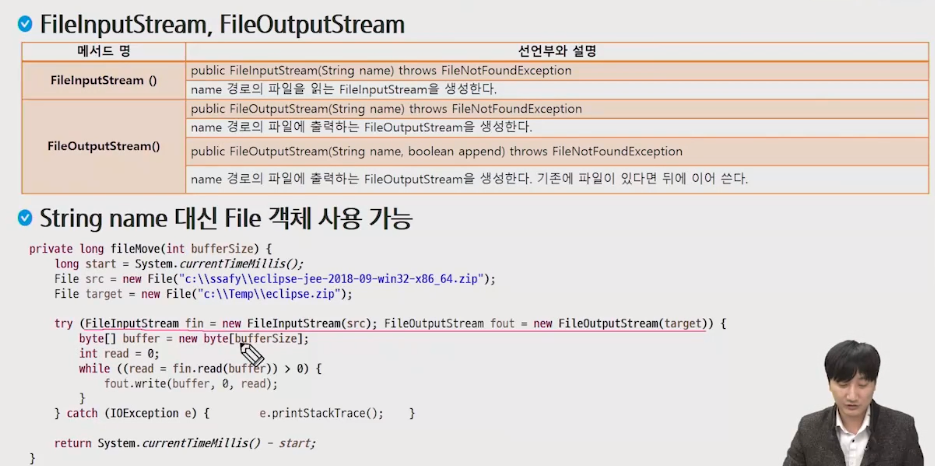 FileInputStream, FileOutputStream
메서드 명 선언부와 설명
FileInputStream ()
public FileInputStream(String name) throws FileNotFoundException
name 경로의 파일을 읽는 FileInputStream을 생성한다.
FileOutputStream()
public FileOutputStream(String name) throws FileNotFoundException
name 경로의 파일에 출력하는 FileOutputStream을 생성한다.
public FileOutputStream(String name, boolean append) throws FileNotFoundException
name 경로의 파일에 출력하는 FileOutputStream을 생성한다. 기존에 파일이 있다면 뒤에 이어 쓴다.
String name 대신 File 객체 사용 가능
private long fileMove(int bufferSize) {
long start = System.currentTimeMillis();
File src = new File("c:\\ssafy\\eclipse-jee-2018-09-win32-x86_64.zip");
File target = new File("c:\\Temp\\eclipse.zip");
try (FileInputStream fin = new FileInputStream(src); FileOutputStream fout = new FileOutputStream(target)) {
byte[] buffer = new byte[bufferSize];
int read = 0;
while ((read = fin.read(buffer)) > 0) {
fout.write(buffer, 0, read);
}
} catch (IOException e) { e.printStackTrace(); }
return System.currentTimeMillis() - start;
}